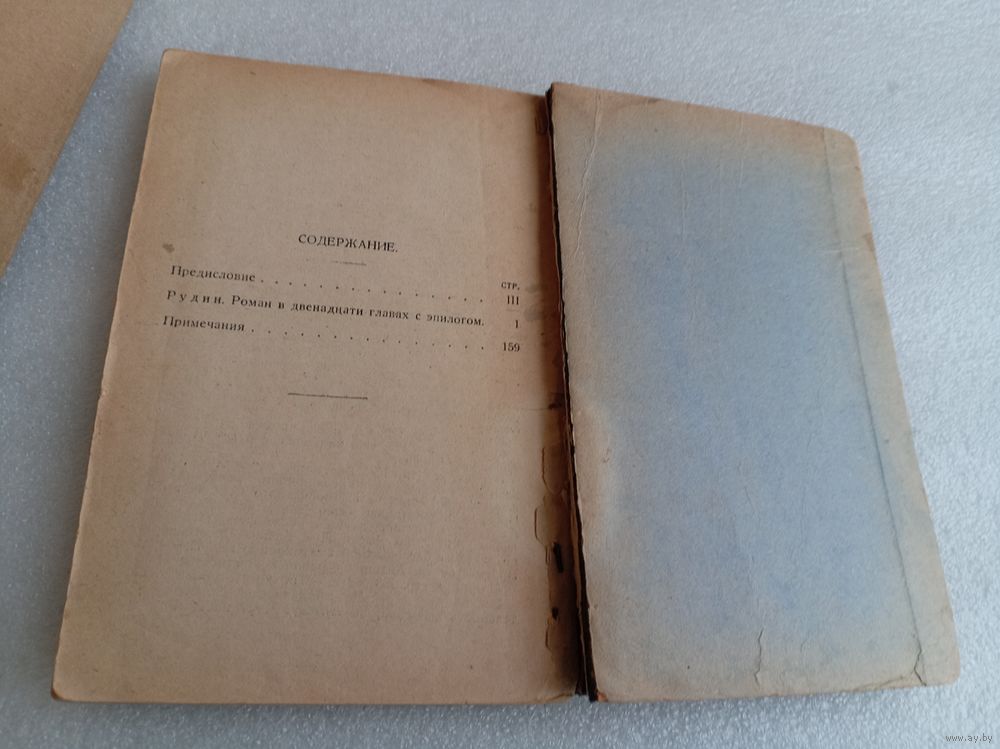 СОДЕРЖАНИЕ.
СТР.
Предисловие . . . . . . . . . . . . . . . III
Рудин. Роман в двенадцати главах с эпилогом. 1
Примечания . . . . . . . . . . . . . . . 159
www.ay.by